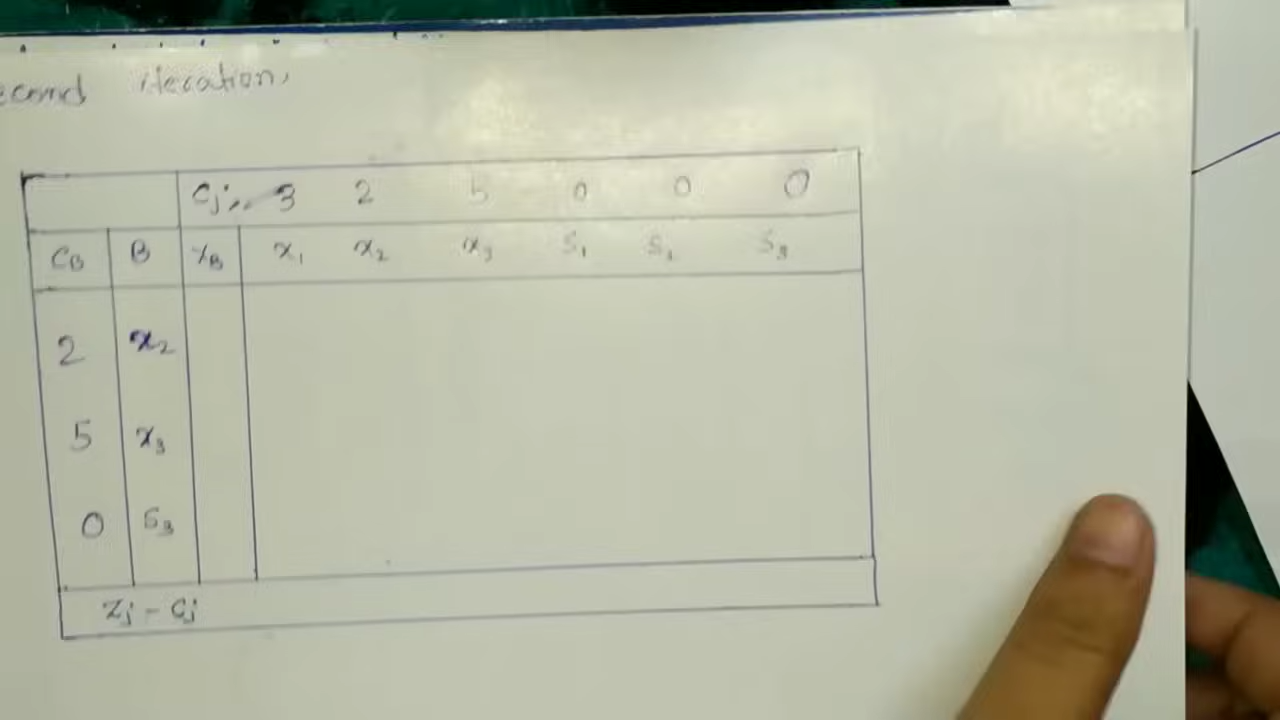 econd iteration,
Cj 3 2 5 0 0 0
CB B XB x₁ x₂ x₃ S₁ S₂ S₃
2 x₂
5 x₃
0 S₃
Zj - Cj